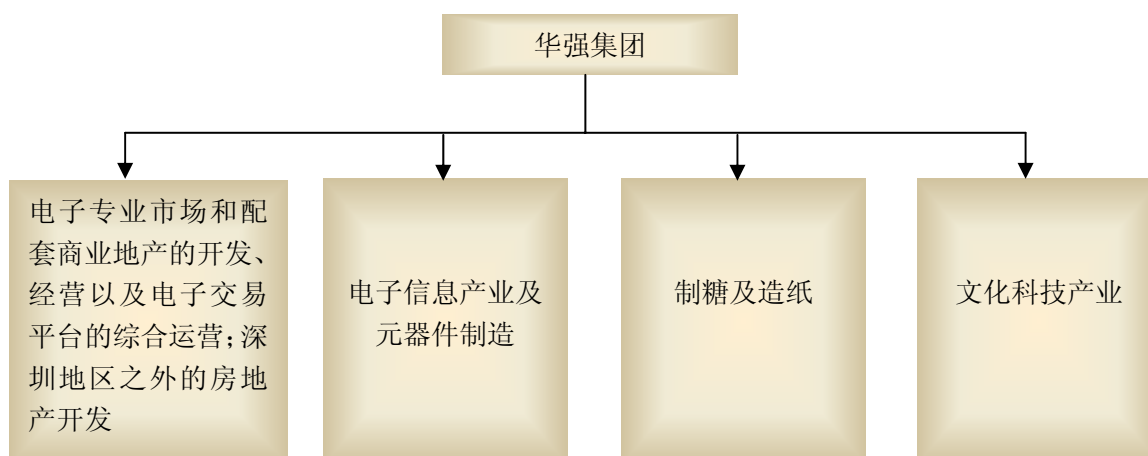 华强集团
电子专业市场和配
套商业地产的开发、
经营以及电子交易
平台的综合运营；深
圳地区之外的房地
产开发
电子信息产业及
元器件制造
制糖及造纸
文化科技产业